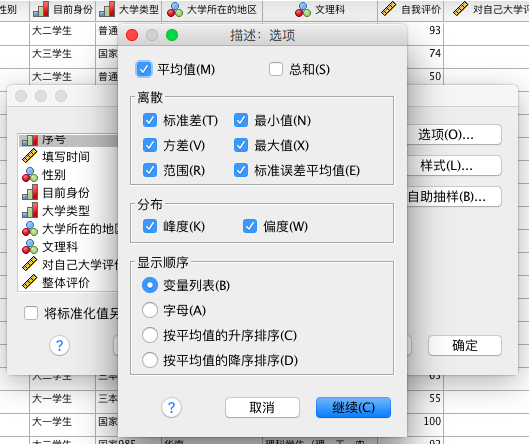 性别 目前身份 大学类型 大学所在的地区 文理科 自我评价 对自己大学评
大二学生 普通 93
大三学生 国家 74
大二学生 普通 50
描述：选项
平均值(M) 总和(S)
离散
标准差(T) 最小值(N)
方差(V) 最大值(X)
范围(R) 标准误差平均值(E)
分布
峰度(K) 偏度(W)
显示顺序
变量列表(B)
字母(A)
按平均值的升序排序(C)
按平均值的降序排序(D)
? 取消 继续(C)
序号
填写时间
性别
目前身份
大学类型
大学所在的地区
文理科
对自己大学评价
整体评价
将标准化值另
?
选项(O)...
样式(L)...
自助抽样(B)...
确定
大二学生 三本 65
大一学生 三本 55
大一学生 国家 100
大三学生 国家985 华南 理科学生（理、工、农 92